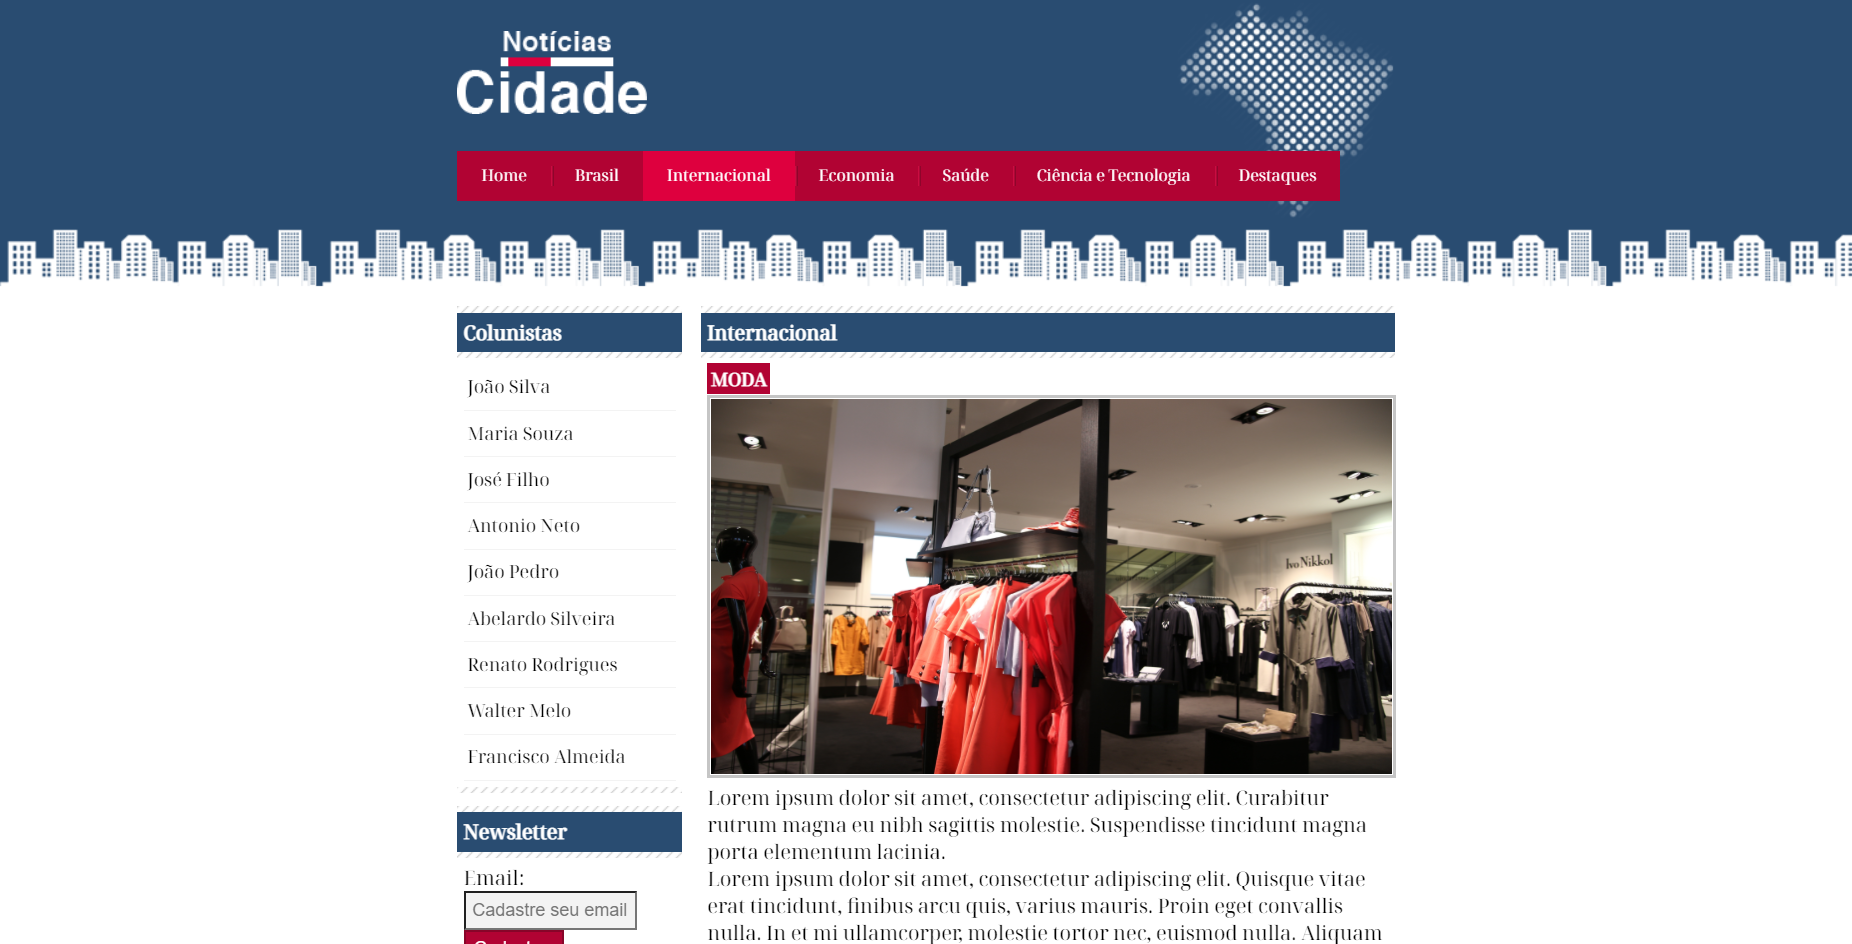 Notícias
Cidade
Home
Brasil
Internacional
Economia
Saúde
Ciência e Tecnologia
Destaques
Colunistas
João Silva
Maria Souza
José Filho
Antonio Neto
João Pedro
Abelardo Silveira
Renato Rodrigues
Walter Melo
Francisco Almeida
Newsletter
Email:
Cadastre seu email
Internacional
MODA
Ivo Nikkol
Lorem ipsum dolor sit amet, consectetur adipiscing elit. Curabitur
rutrum magna eu nibh sagittis molestie. Suspendisse tincidunt magna
porta elementum lacinia.
Lorem ipsum dolor sit amet, consectetur adipiscing elit. Quisque vitae
erat tincidunt, finibus arcu quis, varius mauris. Proin eget convallis
nulla. In et mi ullamcorper, molestie tortor nec, euismod nulla. Aliquam